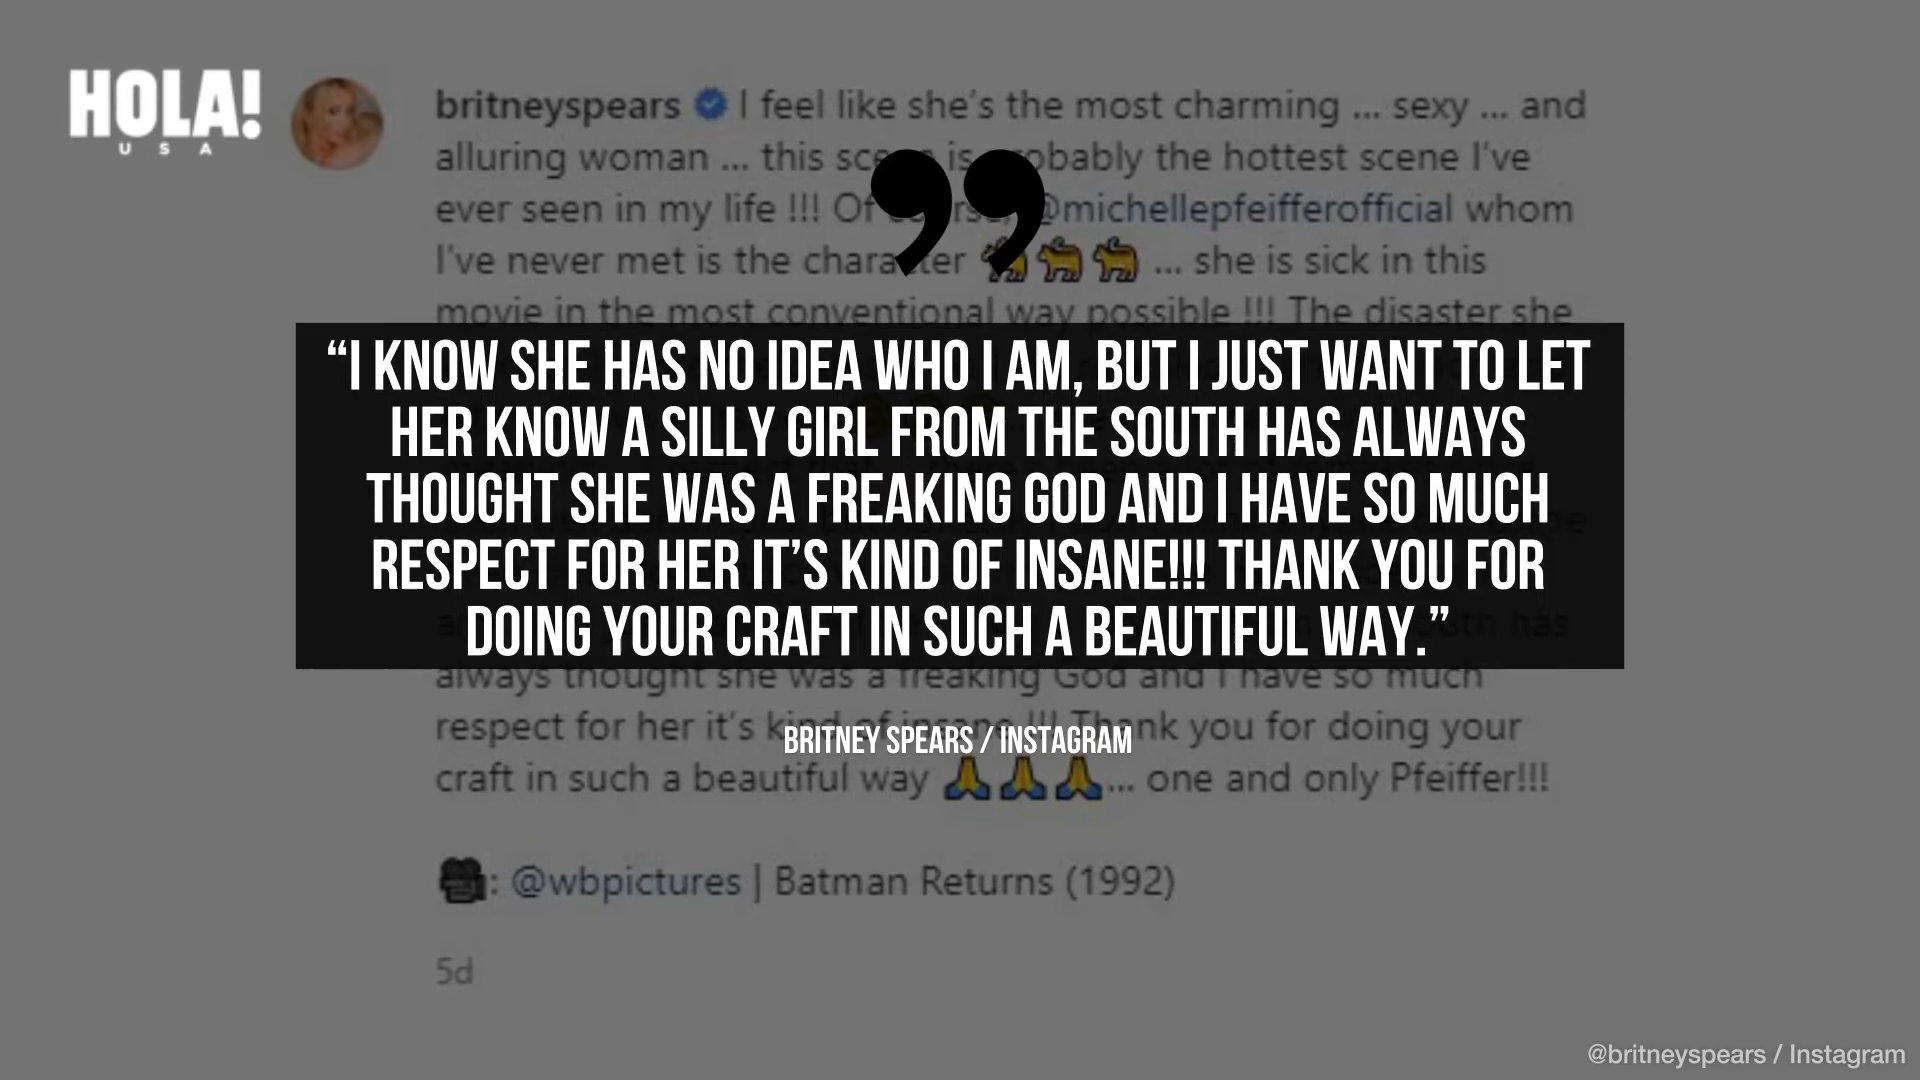 HOLA!
USA
britneyspears I feel like she's the most charming ... sexy ... and
alluring woman ... this scene is probably the hottest scene I've
ever seen in my life !!! Of course, @michellepfeifferofficial whom
I've never met is the character ... she is sick in this
movie in the most conventional way possible !!! The disaster she
“I KNOW SHE HAS NO IDEA WHO I AM, BUT I JUST WANT TO LET
HER KNOW A SILLY GIRL FROM THE SOUTH HAS ALWAYS
THOUGHT SHE WAS A FREAKING GOD AND I HAVE SO MUCH
RESPECT FOR HER IT’S KIND OF INSANE!!! THANK YOU FOR
DOING YOUR CRAFT IN SUCH A BEAUTIFUL WAY.”
always thought she was a freaking God and I have so much
respect for her it's kind of insane !!! Thank you for doing your
BRITNEY SPEARS / INSTAGRAM
craft in such a beautiful way 🙏🙏🙏... one and only Pfeiffer!!!
🎥: @wbpictures | Batman Returns (1992)
5d
@britneyspears / Instagram